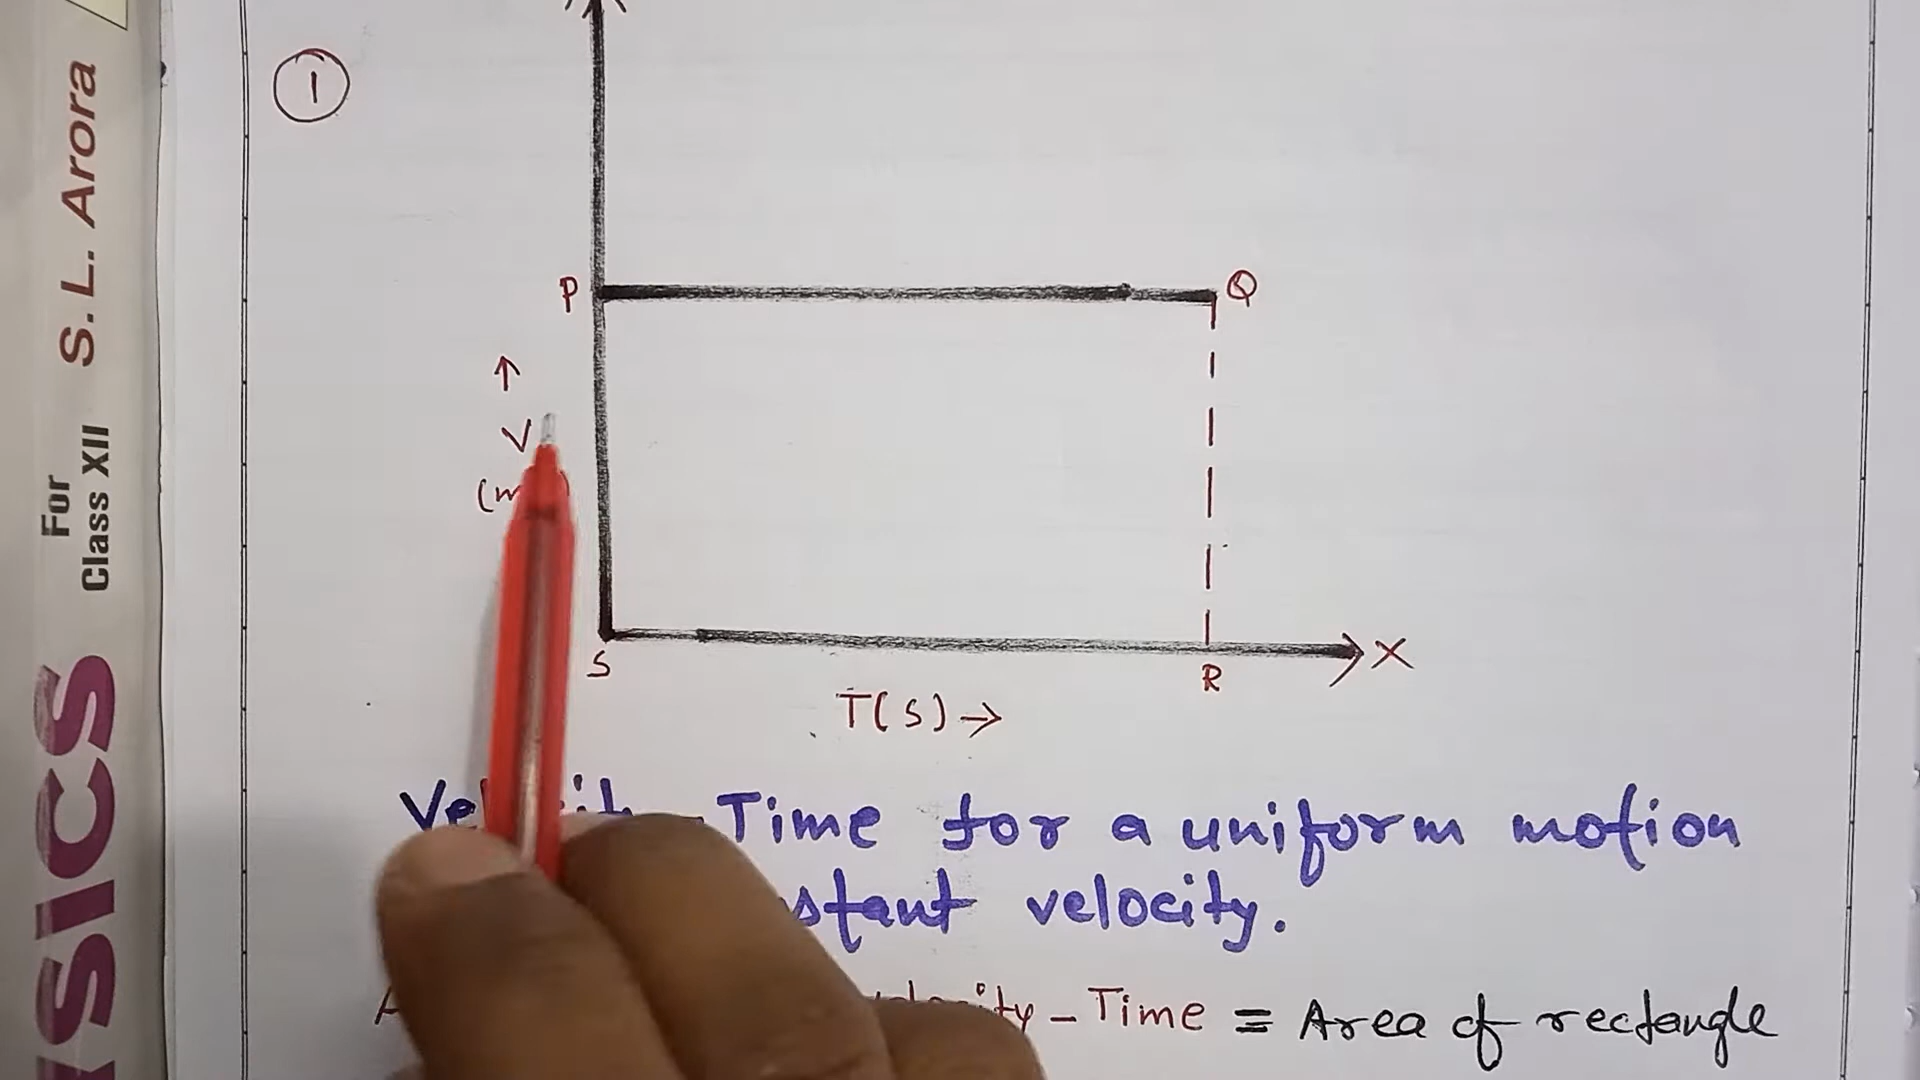 For
Class XII
S. L. Arora
SICS
1
P
Q
↑
V
S
R
X
T(S) →
- Time for a uniform motion
velocity.
- Time = Area of rectangle